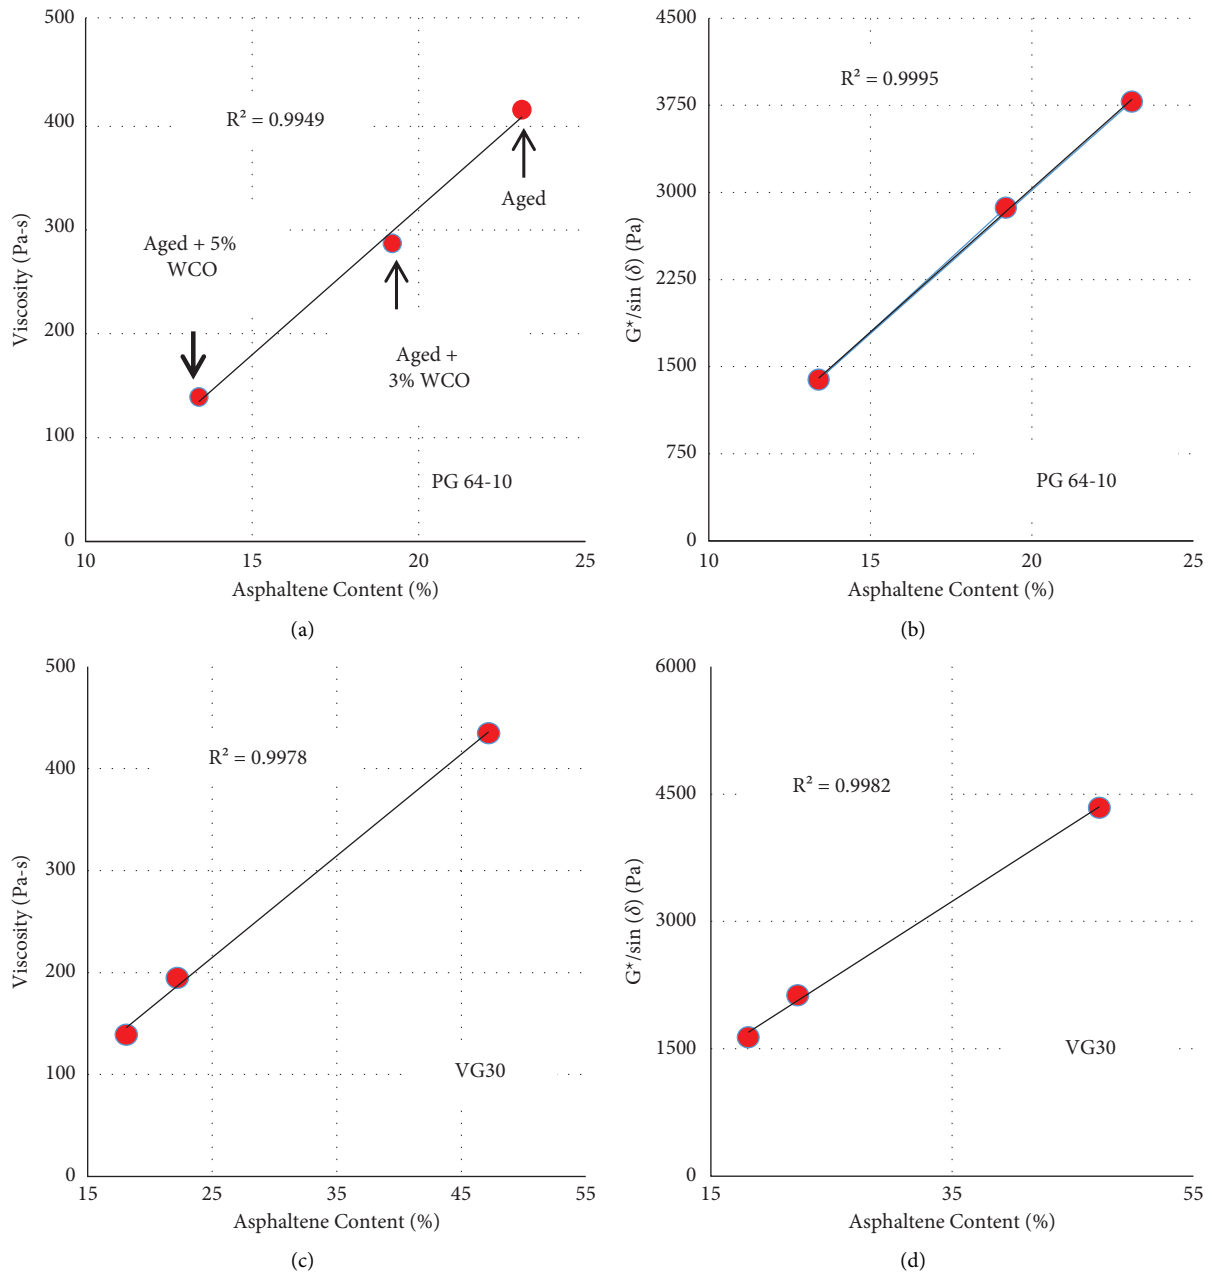 500
400
300
200
100
0
Viscosity (Pa-s)
R² = 0.9949
Aged
Aged + 5%
WCO
Aged +
3% WCO
PG 64-10
10 15 20 25
Asphaltene Content (%)
(a)
4500
3750
3000
2250
1500
750
0
G*/sin (δ) (Pa)
R² = 0.9995
PG 64-10
10 15 20 25
Asphaltene Content (%)
(b)
500
400
300
200
100
0
Viscosity (Pa-s)
R² = 0.9978
VG30
15 25 35 45 55
Asphaltene Content (%)
(c)
6000
4500
3000
1500
0
G*/sin (δ) (Pa)
R² = 0.9982
VG30
15 35 55
Asphaltene Content (%)
(d)